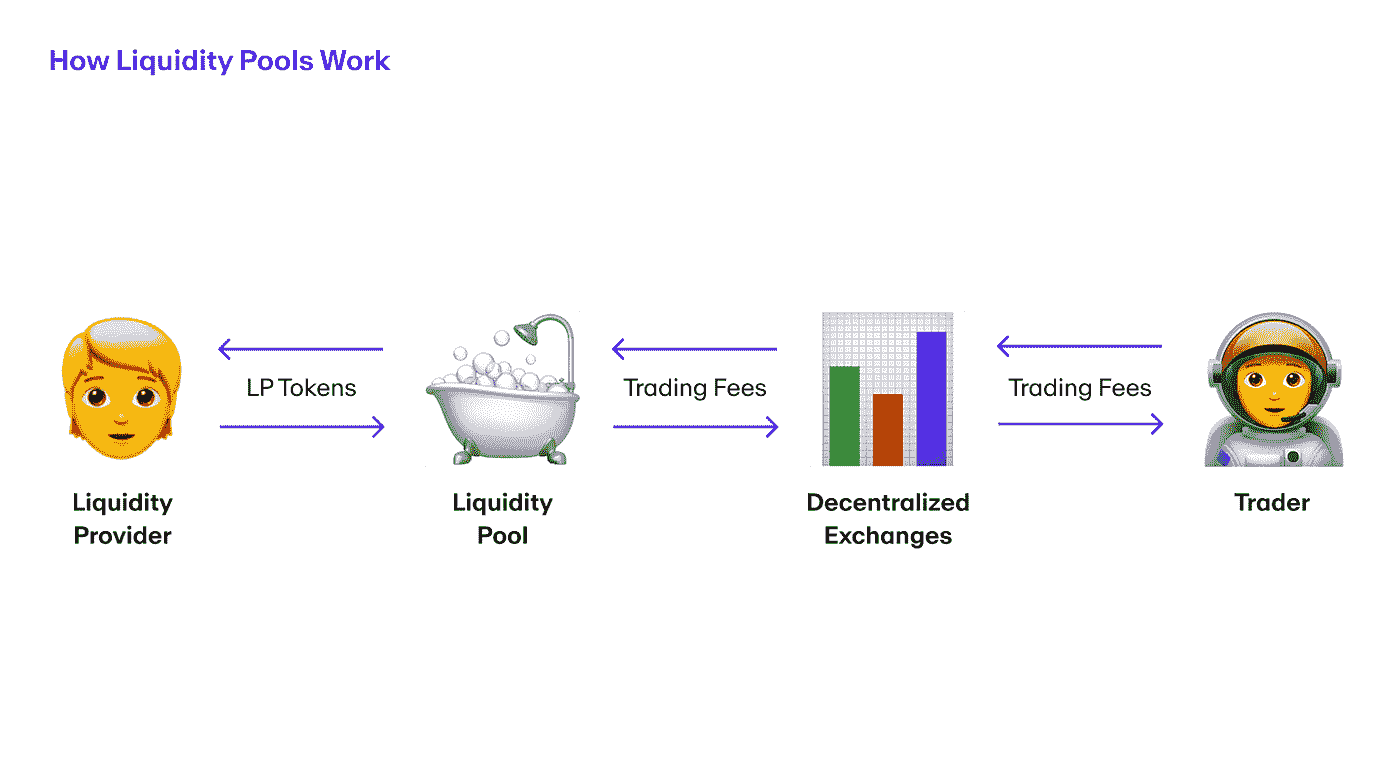 How Liquidity Pools Work
LP Tokens
Trading Fees
Trading Fees
Liquidity
Provider
Liquidity
Pool
Decentralized
Exchanges
Trader